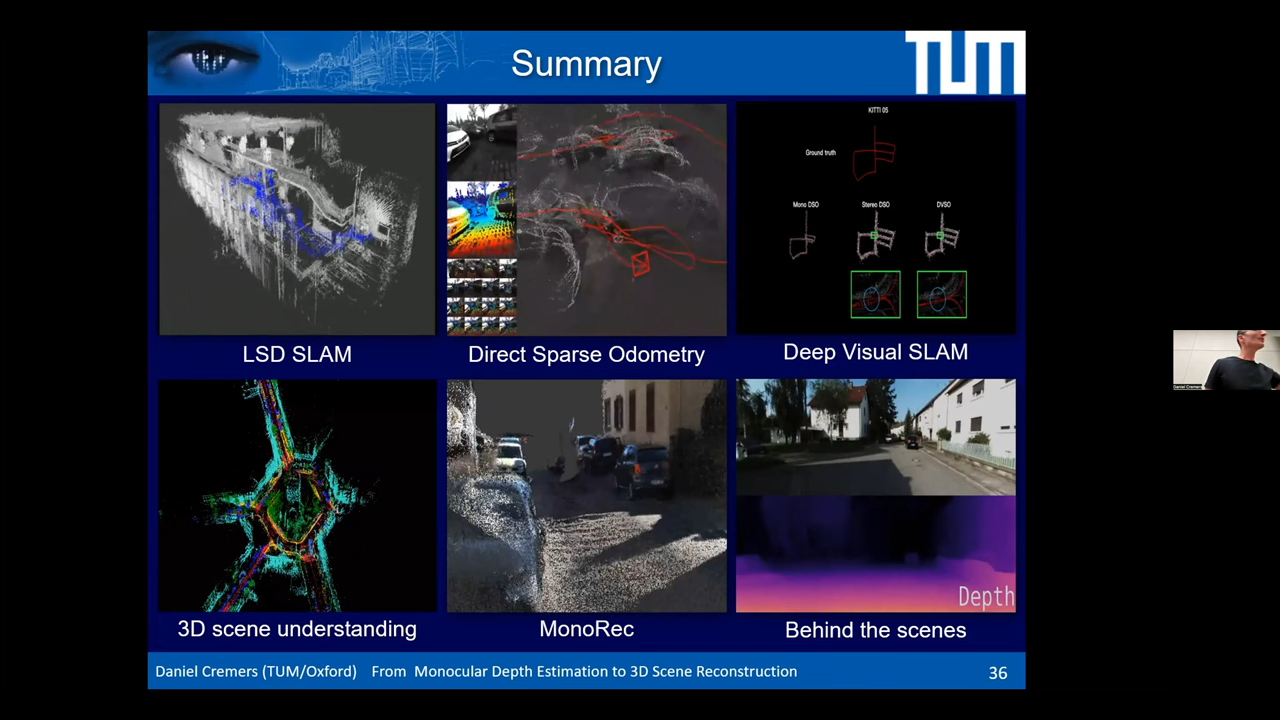 Summary
TUM
KITTI 05
Ground truth
Mono DSO
Stereo DSO
DVSO
LSD SLAM
Direct Sparse Odometry
Deep Visual SLAM
Depth
3D scene understanding
MonoRec
Behind the scenes
Daniel Cremers (TUM/Oxford) From Monocular Depth Estimation to 3D Scene Reconstruction
36
Daniel Cremers